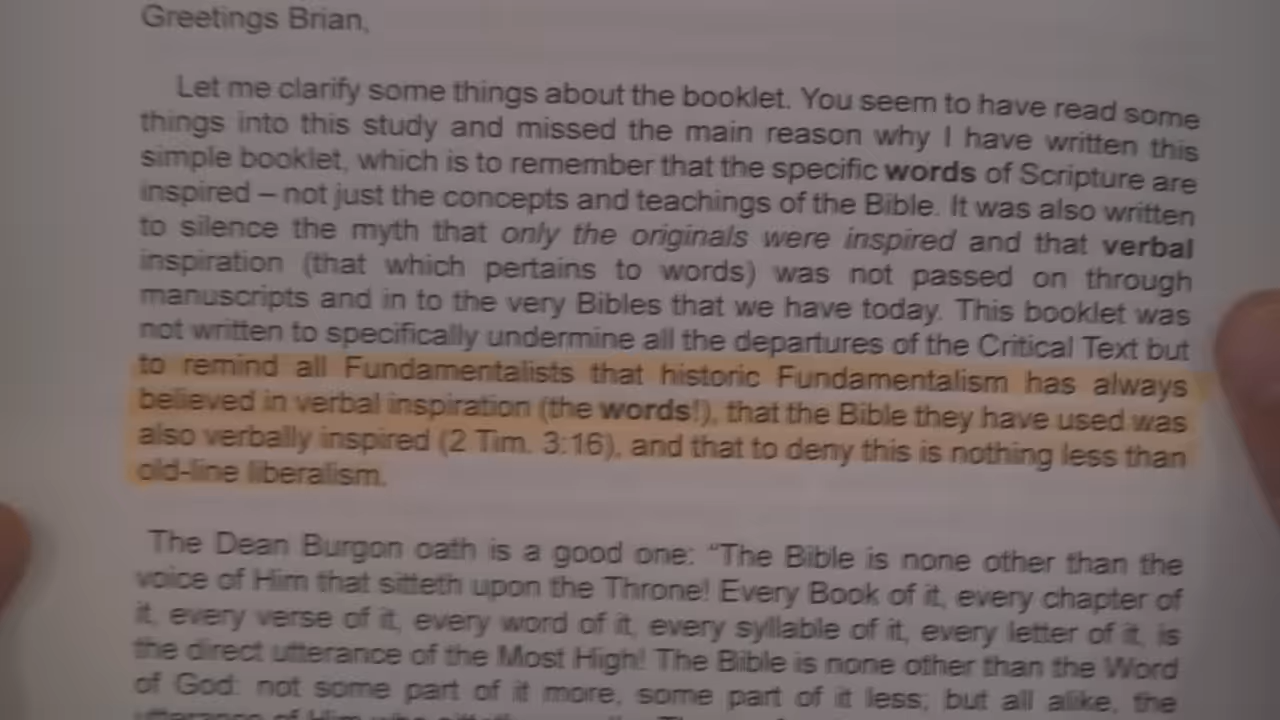 Greetings Brian,
Let me clarify some things about the booklet. You seem to have read some
things into this study and missed the main reason why I have written this
simple booklet, which is to remember that the specific words of Scripture are
inspired – not just the concepts and teachings of the Bible. It was also written
to silence the myth that only the originals were inspired and that verbal
inspiration (that which pertains to words) was not passed on through
manuscripts and in to the very Bibles that we have today. This booklet was
not written to specifically undermine all the departures of the Critical Text but
to remind all Fundamentalists that historic Fundamentalism has always
believed in verbal inspiration (the words!), that the Bible they have used was
also verbally inspired (2 Tim. 3:16), and that to deny this is nothing less than
old-line liberalism.
The Dean Burgon oath is a good one: “The Bible is none other than the
voice of Him that sitteth upon the Throne! Every Book of it, every chapter of
it, every verse of it, every word of it, every syllable of it, every letter of it, is
the direct utterance of the Most High! The Bible is none other than the Word
of God: not some part of it more, some part of it less; but all alike, the
utterance of Him who sitteth